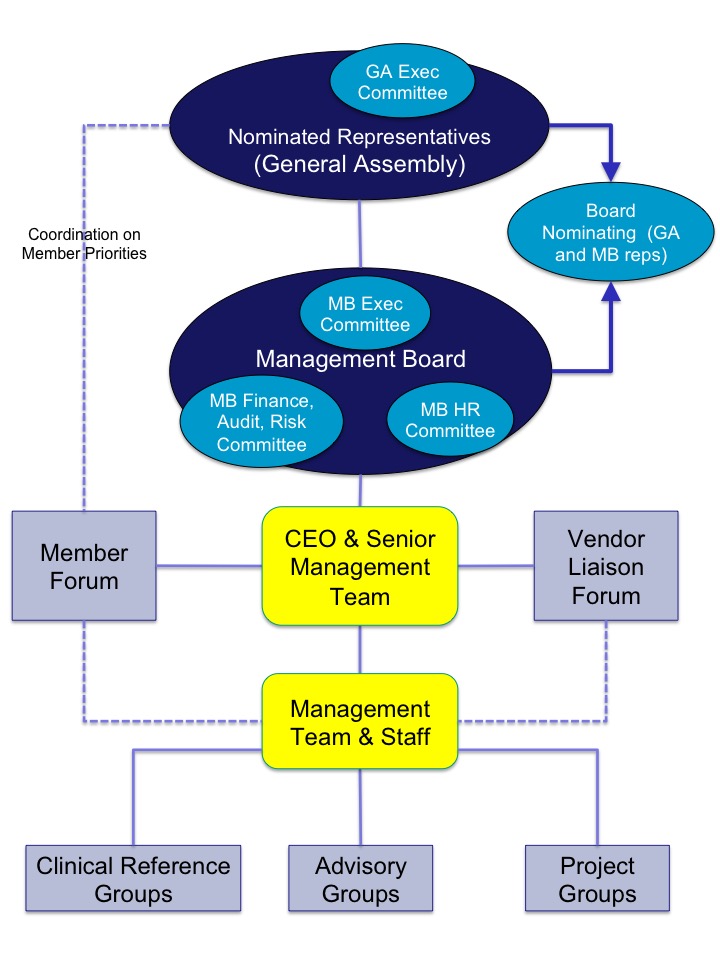 GA Exec
Committee
Nominated Representatives
(General Assembly)
Board
Nominating (GA
and MB reps)
Coordination on
Member Priorities
MB Exec
Committee
Management Board
MB Finance,
Audit, Risk
Committee
MB HR
Committee
Member
Forum
CEO & Senior
Management
Team
Vendor
Liaison
Forum
Management
Team & Staff
Clinical Reference
Groups
Advisory
Groups
Project
Groups